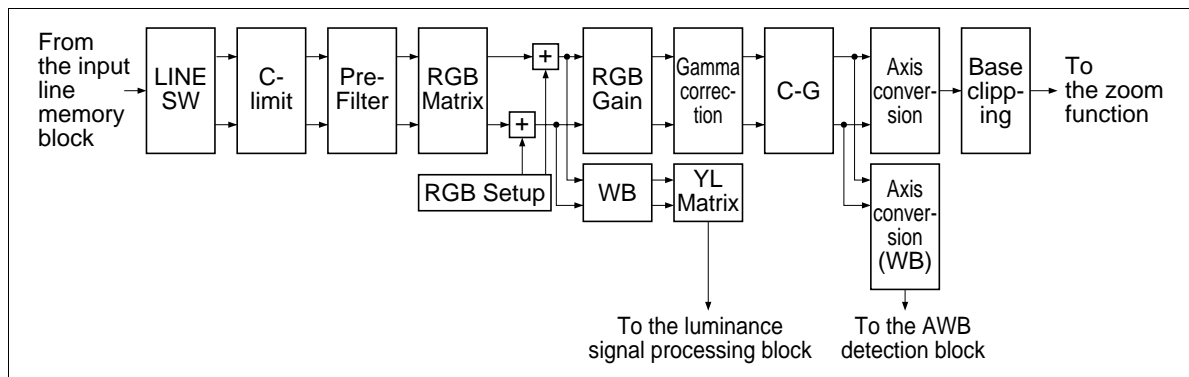 From
the input
line
memory
block
LINE
SW
C-
limit
Pre-
Filter
RGB
Matrix
+
+
RGB Setup
RGB
Gain
Gamma
correc-
tion
C-G
Axis
conver-
sion
Base
clipp-
ing
To
the zoom
function
WB
YL
Matrix
Axis
conver-
sion
(WB)
To the luminance
signal processing block
To the AWB
detection block